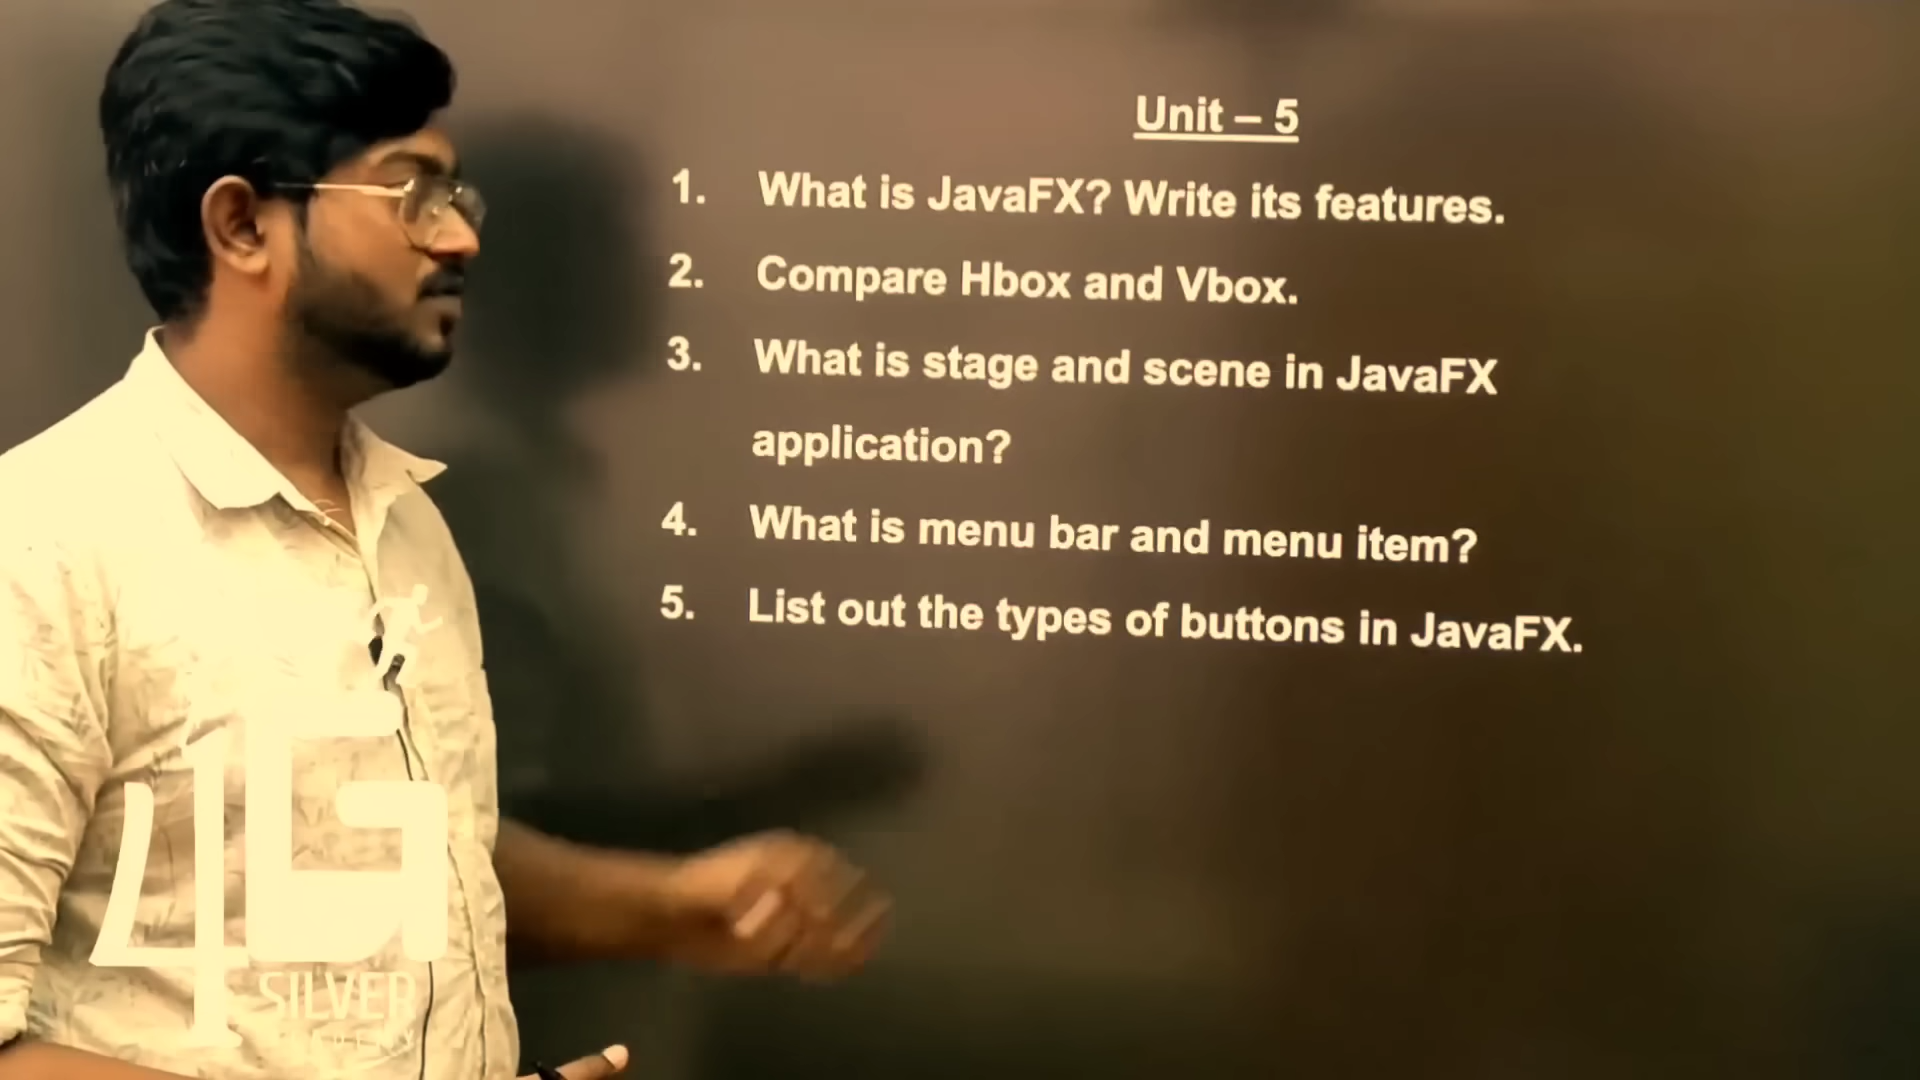 Unit – 5
1. What is JavaFX? Write its features.
2. Compare Hbox and Vbox.
3. What is stage and scene in JavaFX
application?
4. What is menu bar and menu item?
5. List out the types of buttons in JavaFX.
4G
SILVER